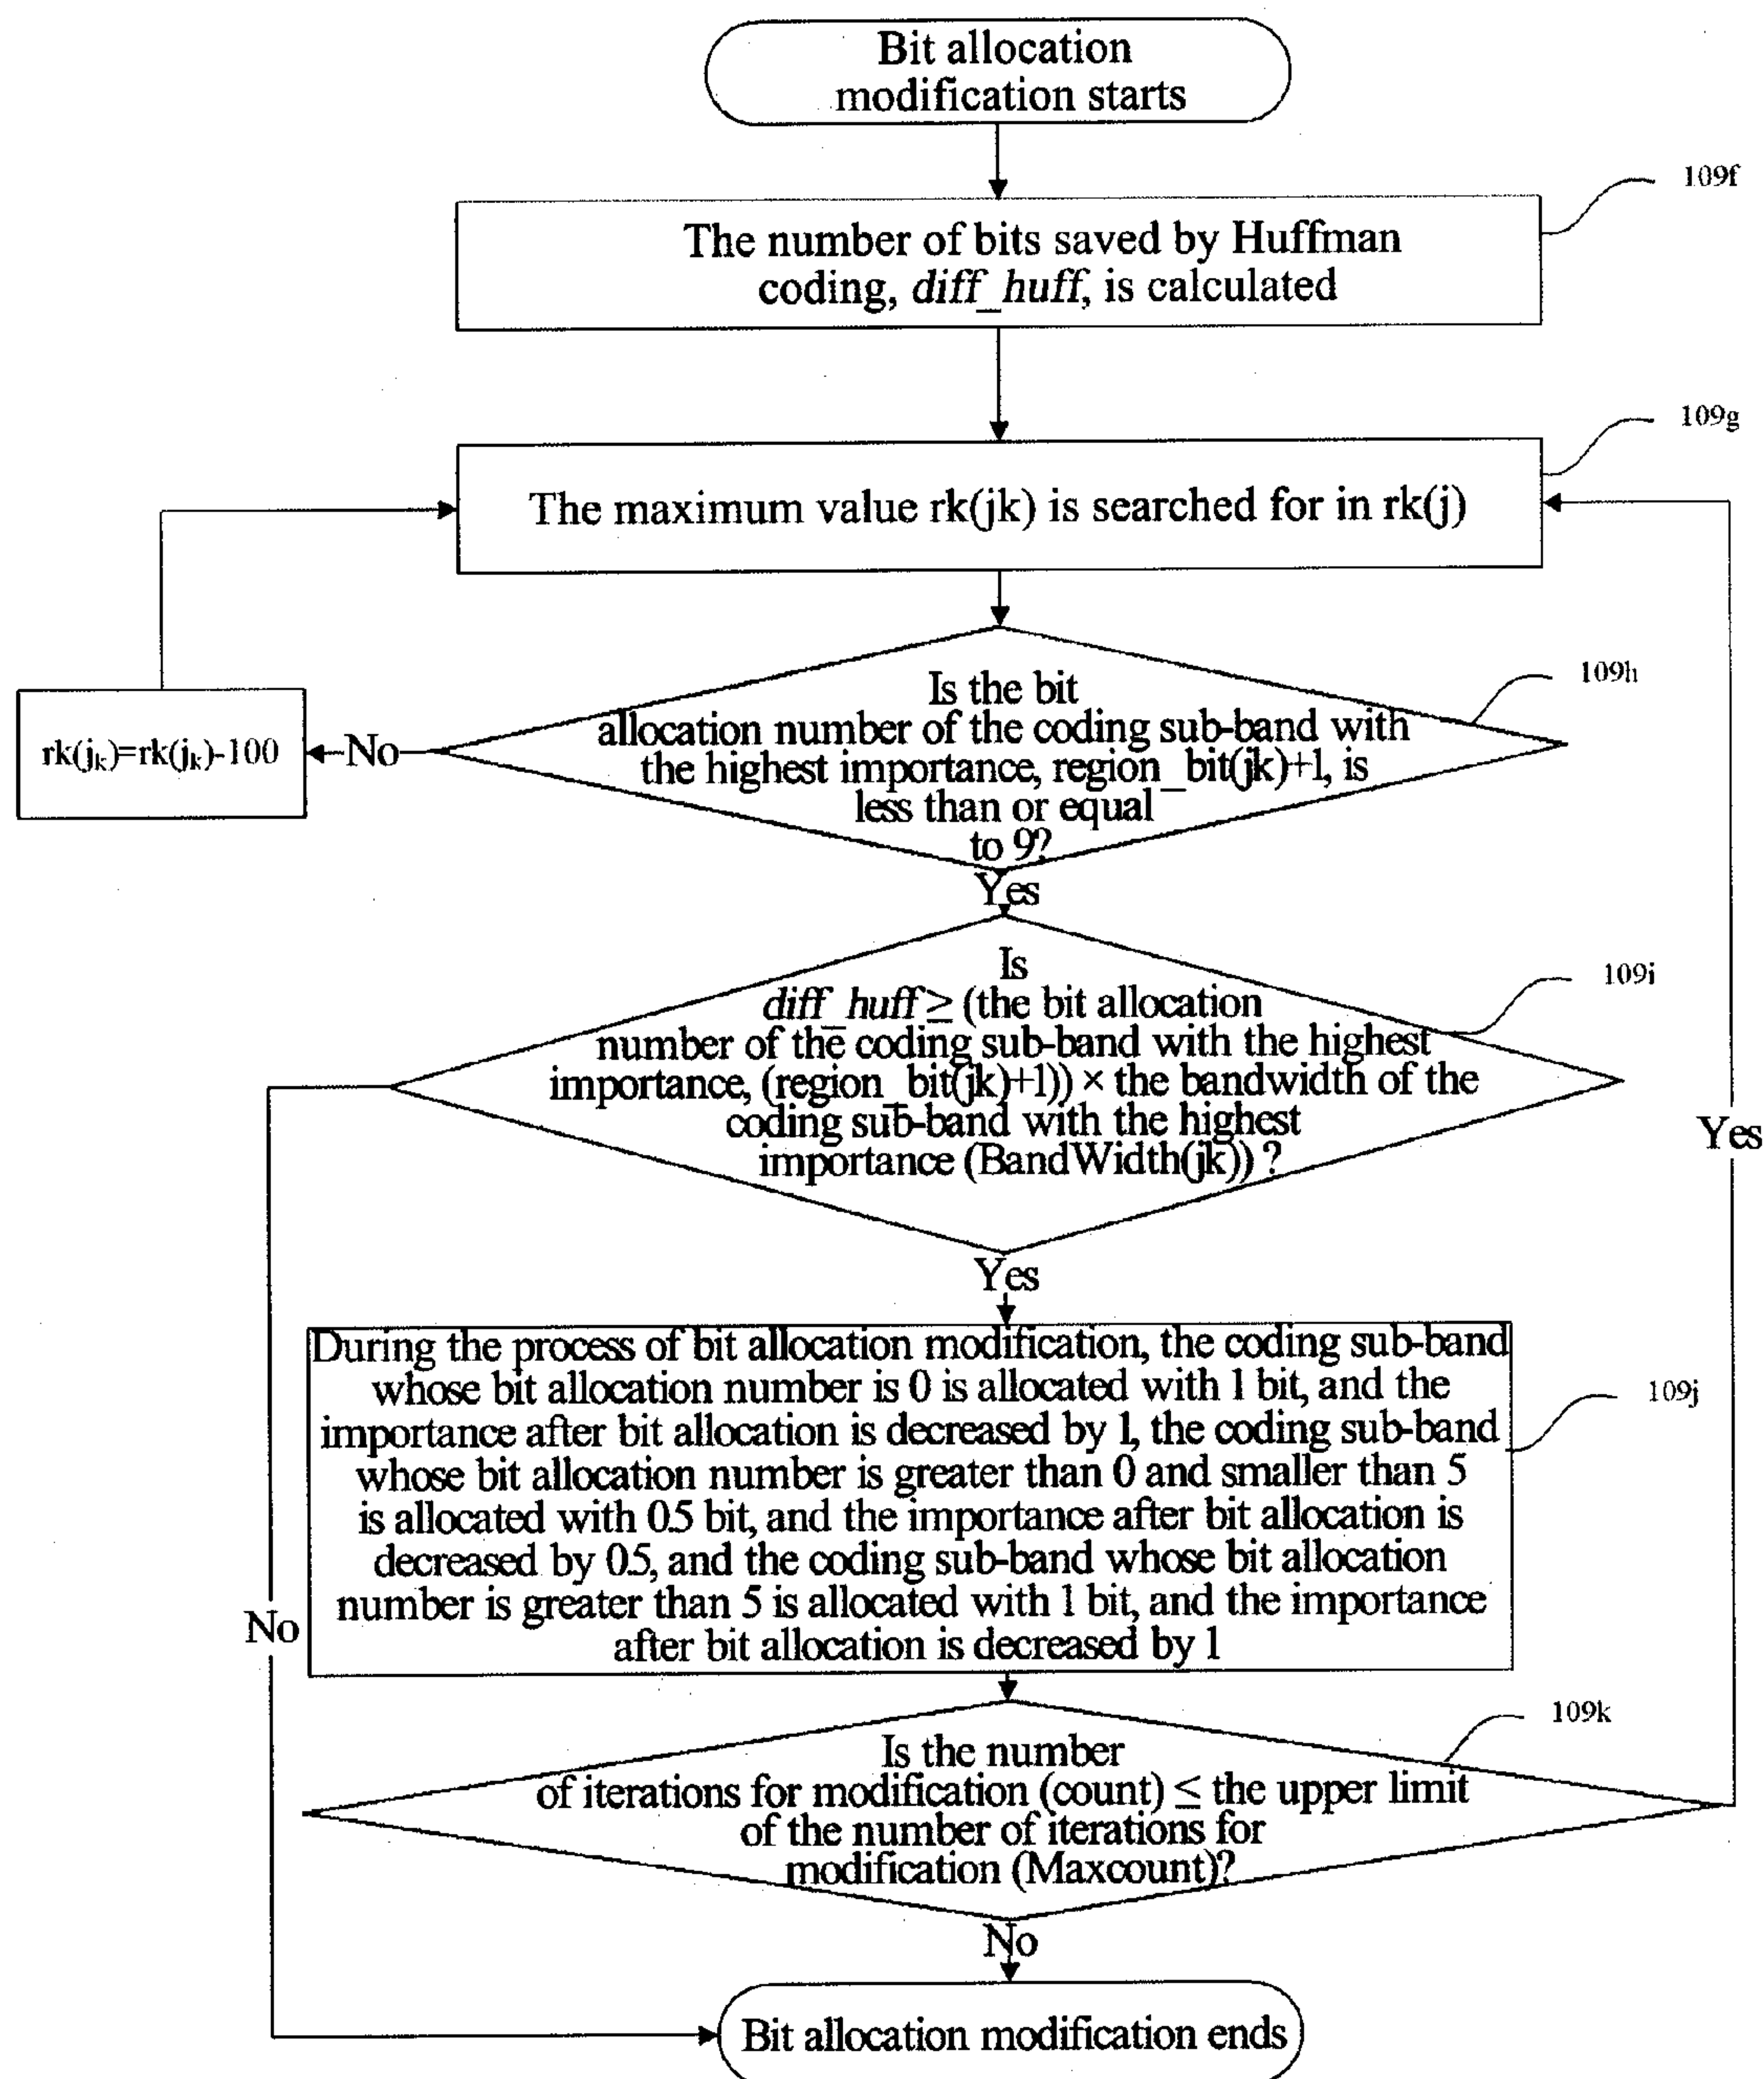 Bit allocation
modification starts
109f
The number of bits saved by Huffman
coding, diff_huff, is calculated
109g
The maximum value rk(jk) is searched for in rk(j)
109h
Is the bit
allocation number of the coding sub-band with
the highest importance, region_bit(jk)+1, is
less than or equal
to 9?
No
rk(jk)=rk(jk)-100
Yes
109i
Is
diff_huff ≥ (the bit allocation
number of the coding sub-band with the highest
importance, (region_bit(jk)+1)) × the bandwidth of the
coding sub-band with the highest
importance (BandWidth(jk)) ?
Yes
Yes
109j
During the process of bit allocation modification, the coding sub-band
whose bit allocation number is 0 is allocated with 1 bit, and the
importance after bit allocation is decreased by 1, the coding sub-band
whose bit allocation number is greater than 0 and smaller than 5
is allocated with 0.5 bit, and the importance after bit allocation is
decreased by 0.5, and the coding sub-band whose bit allocation
number is greater than 5 is allocated with 1 bit, and the importance
after bit allocation is decreased by 1
No
109k
Is the number
of iterations for modification (count) ≤ the upper limit
of the number of iterations for
modification (Maxcount)?
No
Bit allocation modification ends